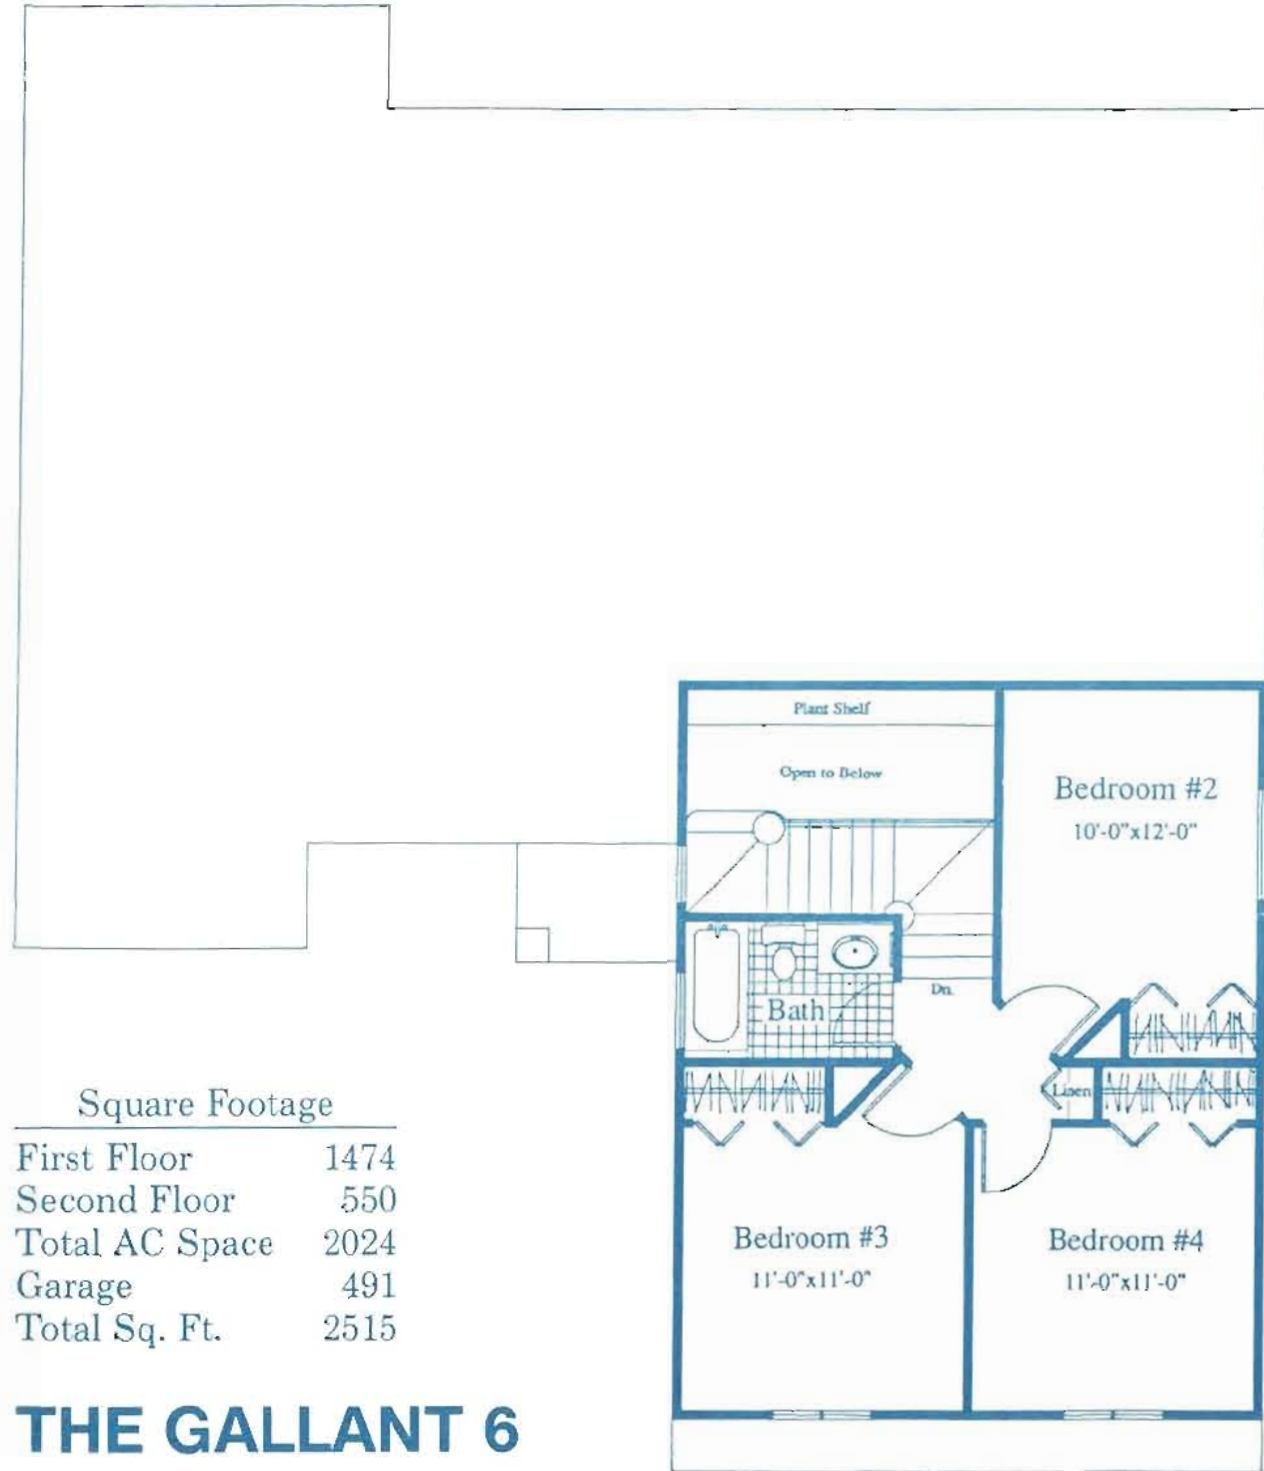 Plant Shelf
Open to Below
Bedroom #2
10'-0"x12'-0"
Dn.
Bath
Linen
Bedroom #3
11'-0"x11'-0"
Bedroom #4
11'-0"x11'-0"
Square Footage
First Floor 1474
Second Floor 550
Total AC Space 2024
Garage 491
Total Sq. Ft. 2515
THE GALLANT 6